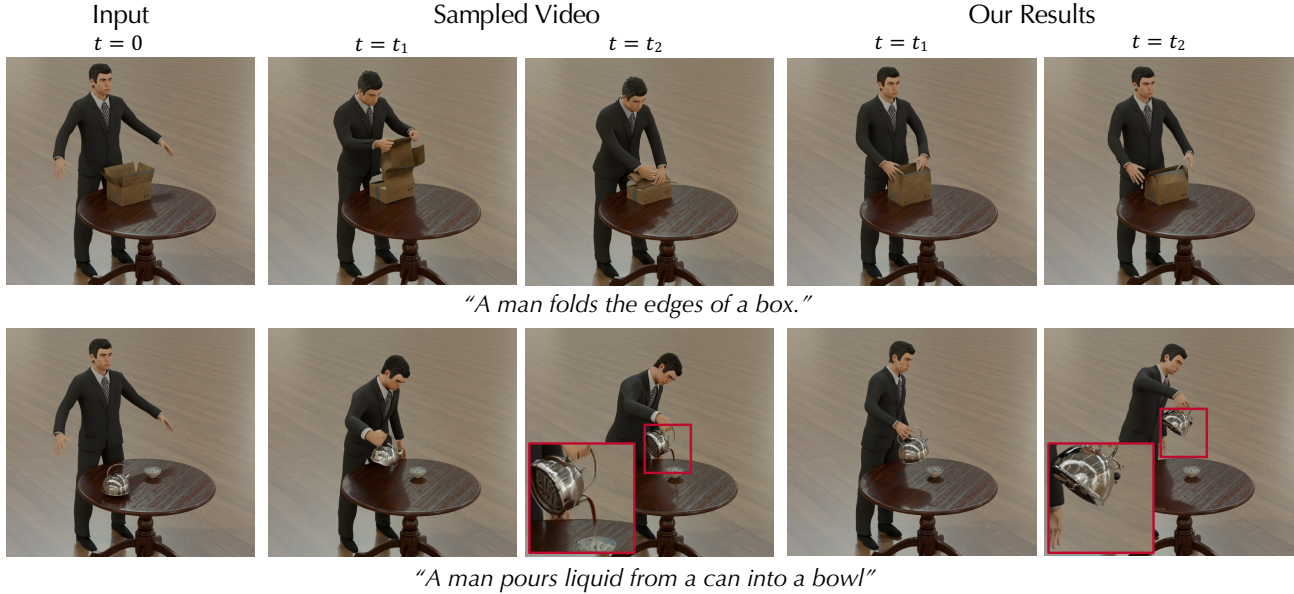 Input Sampled Video Our Results
t = 0 t = t₁ t = t₂ t = t₁ t = t₂
“A man folds the edges of a box.”
“A man pours liquid from a can into a bowl”